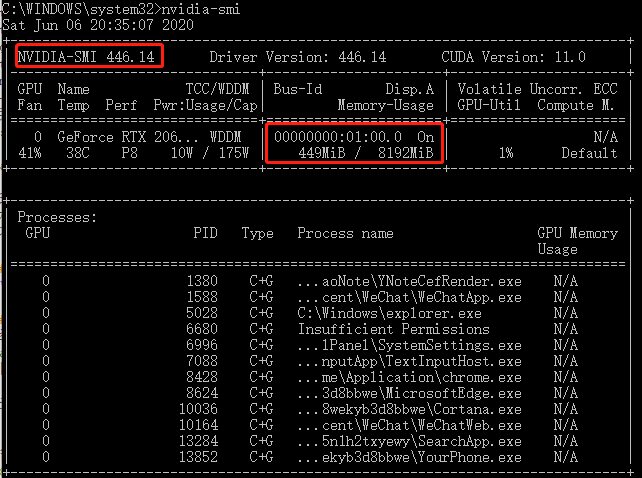 C:\WINDOWS\system32>nvidia-smi
Sat Jun 06 20:35:07 2020
NVIDIA-SMI 446.14 Driver Version: 446.14 CUDA Version: 11.0
GPU Name TCC/WDDM | Bus-Id Disp.A | Volatile Uncorr. ECC
Fan Temp Perf Pwr:Usage/Cap | Memory-Usage | GPU-Util Compute M.
0 GeForce RTX 206... WDDM | 00000000:01:00.0 On | N/A
41% 38C P8 10W / 175W | 449MiB / 8192MiB | 1% Default
Processes: GPU Memory
GPU PID Type Process name Usage
0 1380 C+G ...aoNote\YNoteCefRender.exe N/A
0 1588 C+G ...cent\WeChat\WeChatApp.exe N/A
0 5028 C+G C:\Windows\explorer.exe N/A
0 6680 C+G Insufficient Permissions N/A
0 6996 C+G ...lPanel\SystemSettings.exe N/A
0 7088 C+G ...nputApp\TextInputHost.exe N/A
0 8428 C+G ...me\Application\chrome.exe N/A
0 8624 C+G ...3d8bbwe\MicrosoftEdge.exe N/A
0 10036 C+G ...8wekyb3d8bbwe\Cortana.exe N/A
0 10164 C+G ...cent\WeChat\WeChatWeb.exe N/A
0 13284 C+G ...5n1h2txyewy\SearchApp.exe N/A
0 13852 C+G ...ekyb3d8bbwe\YourPhone.exe N/A